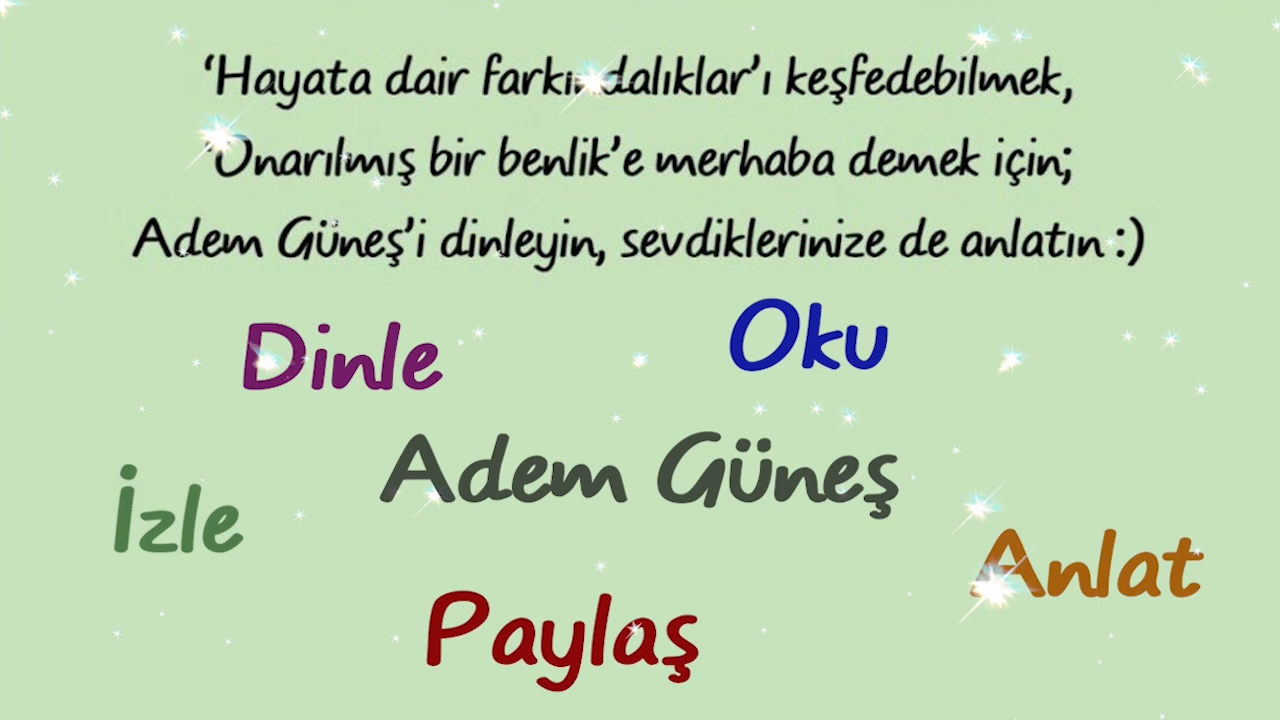 ‘Hayata dair farkındalıklar’ı keşfedebilmek,
‘Onarılmış bir benlik’e merhaba demek için;
Adem Güneş’i dinleyin, sevdiklerinize de anlatın :)
Dinle
Oku
Adem Güneş
İzle
Anlat
Paylaş